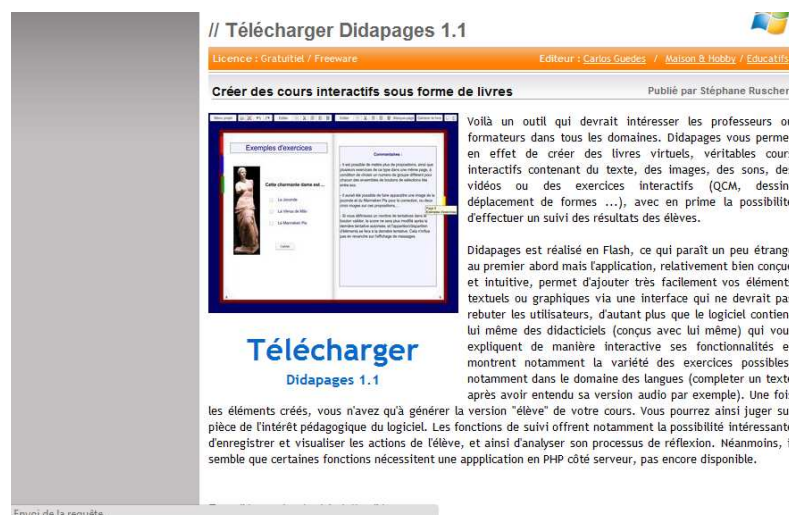 // Télécharger Didapages 1.1
Licence : Gratuitiel / Freeware
Editeur : Carlos Guedes / Maison & Hobby / Educatifs
Créer des cours interactifs sous forme de livres
Publié par Stéphane Ruscher
Exemples d'exercices
Cette charmante dame est ...
La Joconde
La Vénus de Milo
Commentaires :
Voilà un outil qui devrait intéresser les professeurs ou
formateurs dans tous les domaines. Didapages vous permet
en effet de créer des livres virtuels, véritables cours
interactifs contenant du texte, des images, des sons, des
vidéos ou des exercices interactifs (QCM, dessin,
déplacement de formes ...), avec en prime la possibilité
d'effectuer un suivi des résultats des élèves.
Didapages est réalisé en Flash, ce qui paraît un peu étrange
au premier abord mais l'application, relativement bien conçue
et intuitive, permet d'ajouter très facilement vos éléments
textuels ou graphiques via une interface qui ne devrait pas
rebuter les utilisateurs, d'autant plus que le logiciel contient
lui même des didacticiels (conçus avec lui même) qui vous
expliquent de manière interactive ses fonctionnalités et
montrent notamment la variété des exercices possibles,
notamment dans le domaine des langues (completer un texte
après avoir entendu sa version audio par exemple). Une fois
Télécharger
Didapages 1.1
les éléments créés, vous n'avez qu'à générer la version "élève" de votre cours. Vous pourrez ainsi juger sur
pièce de l'intérêt pédagogique du logiciel. Les fonctions de suivi offrent notamment la possibilité intéressante
d'enregistrer et visualiser les actions de l'élève, et ainsi d'analyser son processus de réflexion. Néanmoins, il
semble que certaines fonctions nécessitent une appplication en PHP côté serveur, pas encore disponible.
Envoi de la requête